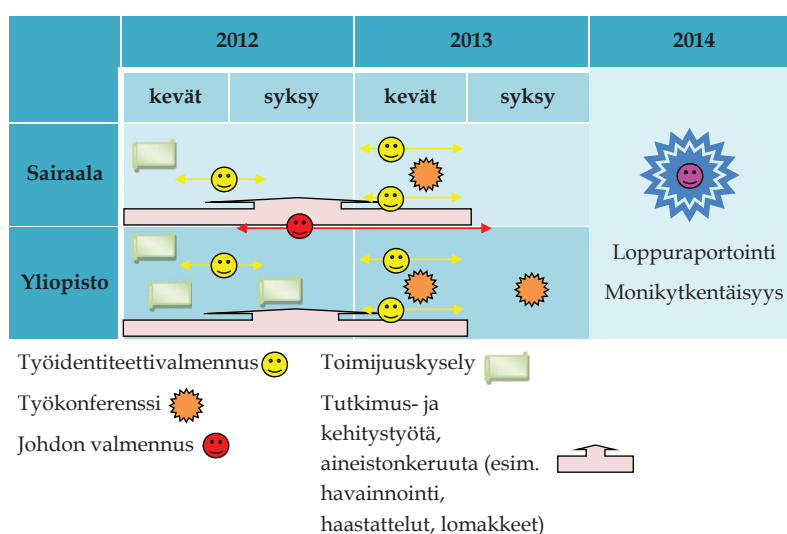 2012 2013 2014
kevät syksy kevät syksy
Sairaala
Loppuraportointi
Yliopisto
Monikytkentäisyys
Työidentiteettivalmennus
Työkonferenssi
Johdon valmennus
Toimijuuskysely
Tutkimus- ja
kehitystyötä,
aineistonkeruuta (esim.
havainnointi,
haastattelut, lomakkeet)